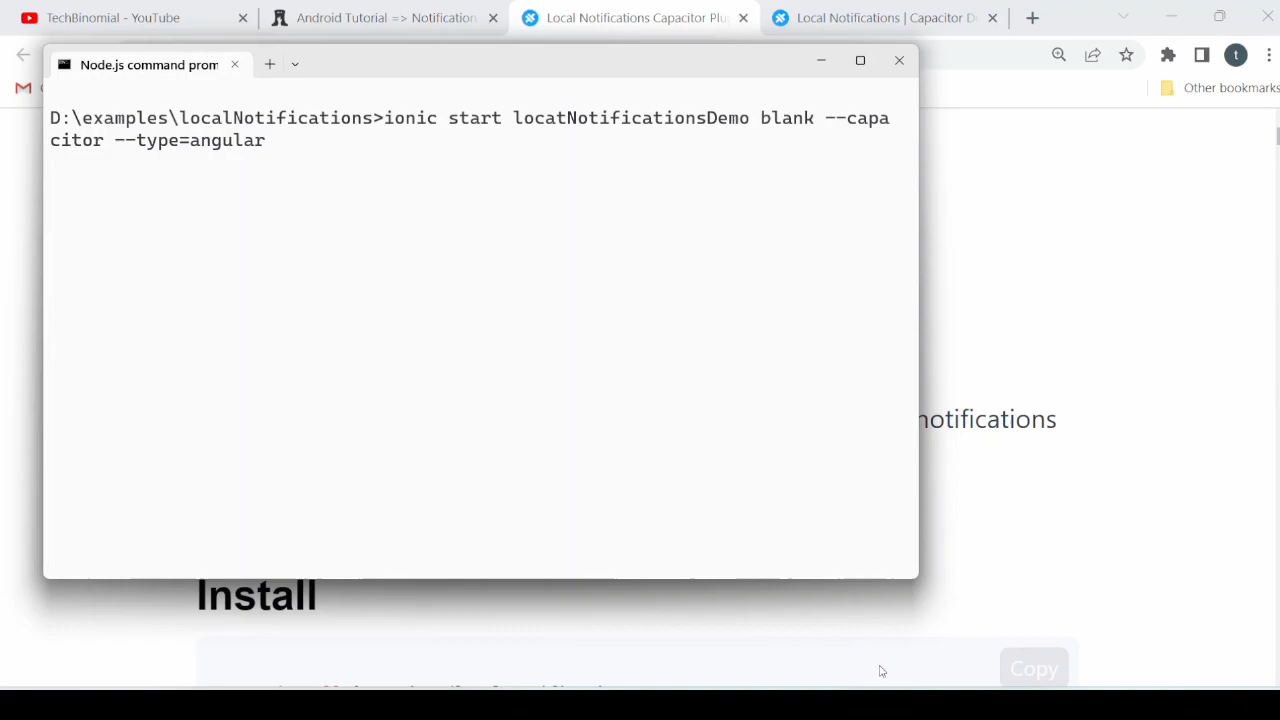 TechBinomial - YouTube
Android Tutorial => Notification
Local Notifications Capacitor Plu
Local Notifications | Capacitor D
Node.js command prom
t
Other bookmarks
D:\examples\localNotifications>ionic start locatNotificationsDemo blank --capa
citor --type=angular
notifications
Install
Copy